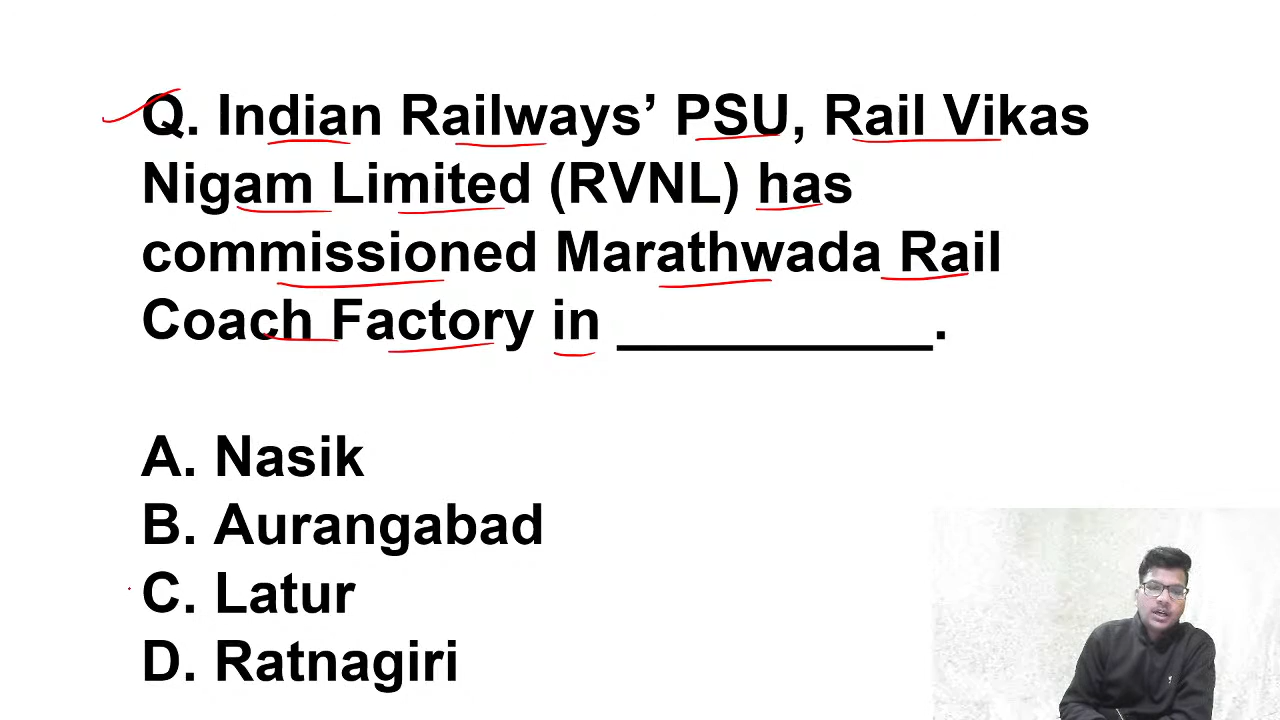 Q. Indian Railways’ PSU, Rail Vikas
Nigam Limited (RVNL) has
commissioned Marathwada Rail
Coach Factory in ___________.
A. Nasik
B. Aurangabad
C. Latur
D. Ratnagiri